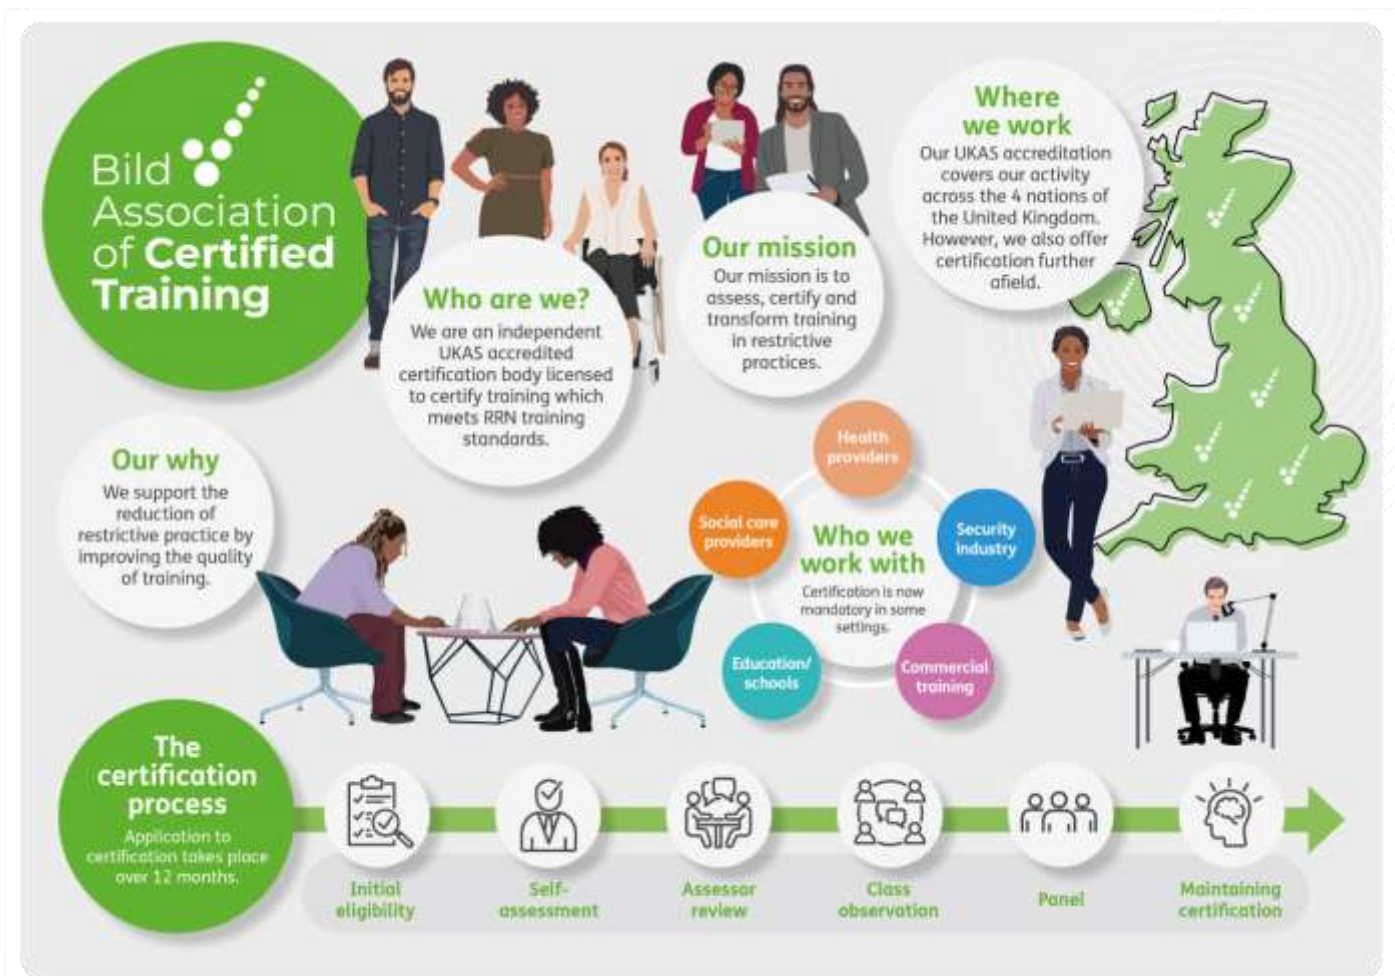 Bild
Association
of Certified
Training
Who are we?
We are an independent
UKAS accredited
certification body licensed
to certify training which
meets RRN training
standards.
Our mission
Our mission is to
assess, certify and
transform training
in restrictive
practices.
Where
we work
Our UKAS accreditation
covers our activity
across the 4 nations of
the United Kingdom.
However, we also offer
certification further
afield.
Our why
We support the
reduction of
restrictive practice by
improving the quality
of training.
Health
providers
Social care
providers
Security
industry
Who we
work with
Certification is now
mandatory in some
settings.
Education/
schools
Commercial
training
The
certification
process
Application to
certification takes place
over 12 months.
Initial
eligibility
Self-
assessment
Assessor
review
Class
observation
Panel
Maintaining
certification